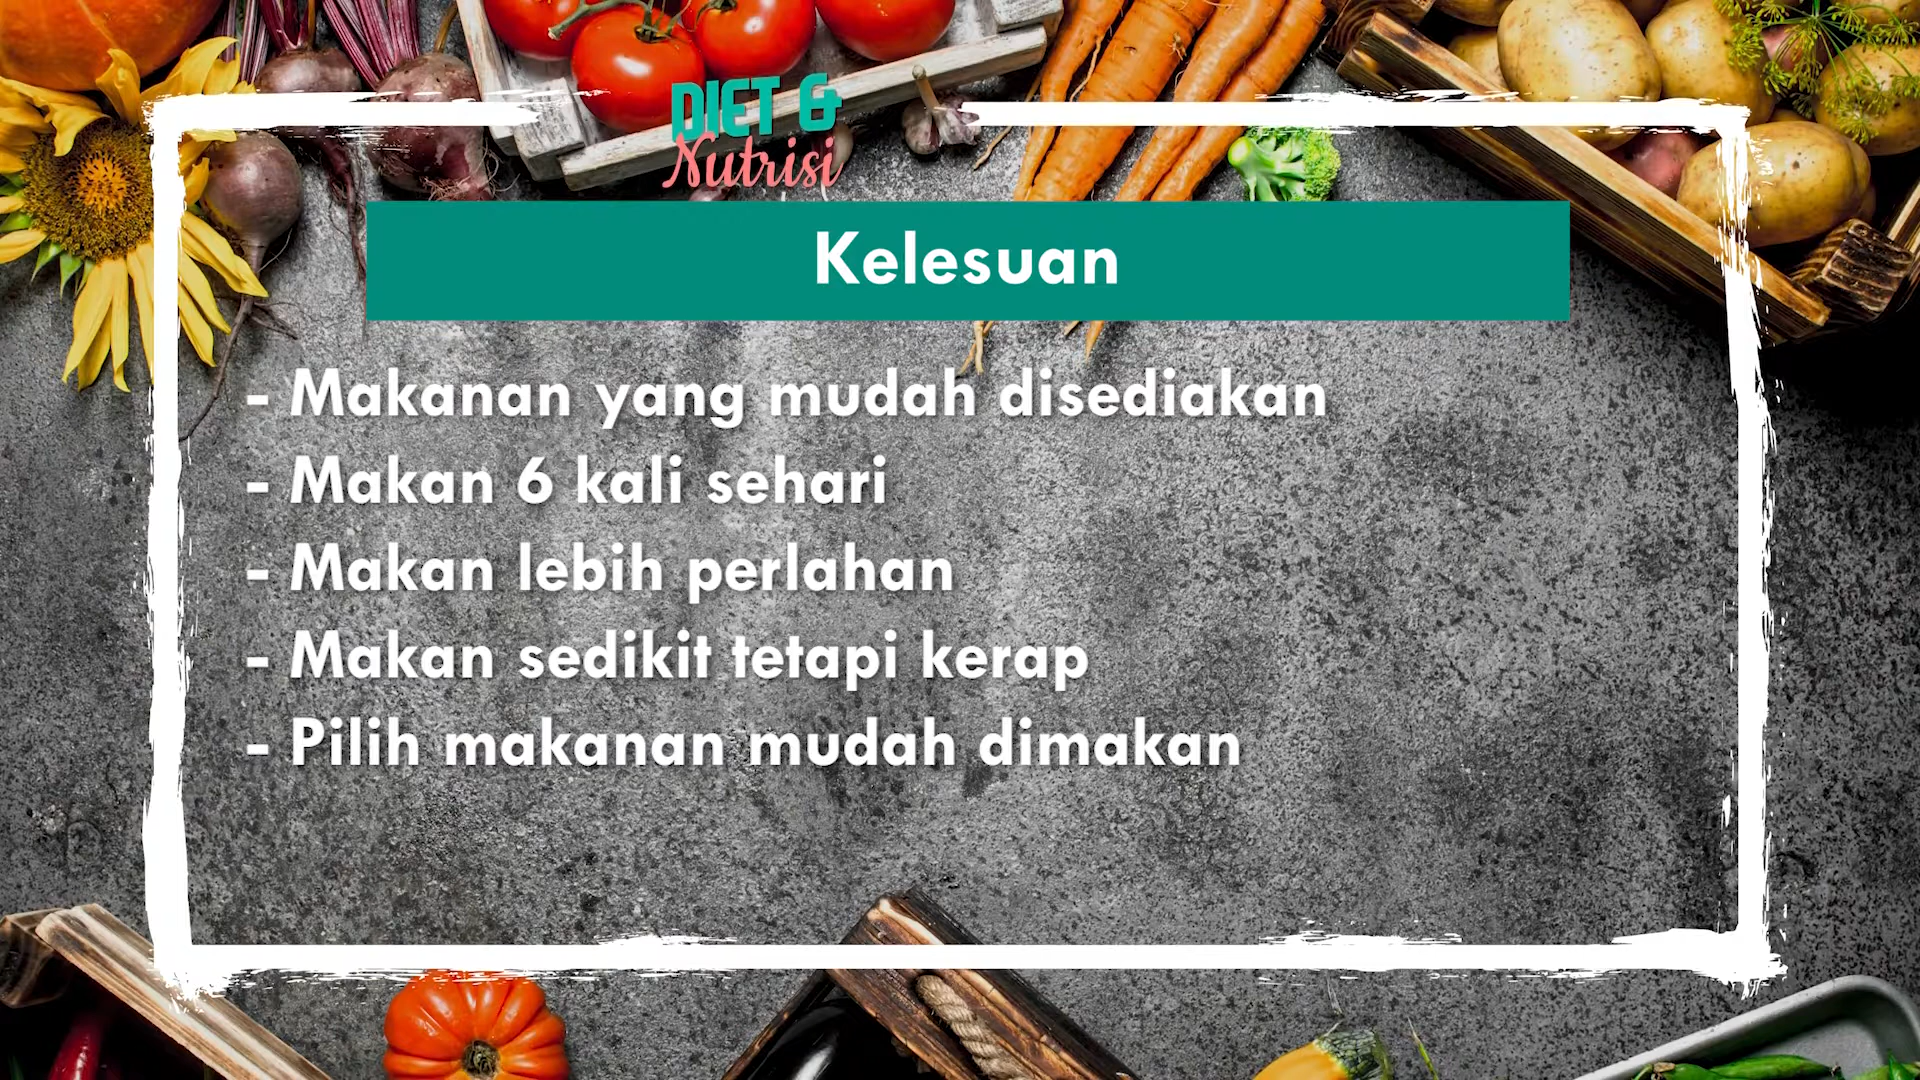 DIET &
Nutrisi
Kelesuan
- Makanan yang mudah disediakan
- Makan 6 kali sehari
- Makan lebih perlahan
- Makan sedikit tetapi kerap
- Pilih makanan mudah dimakan